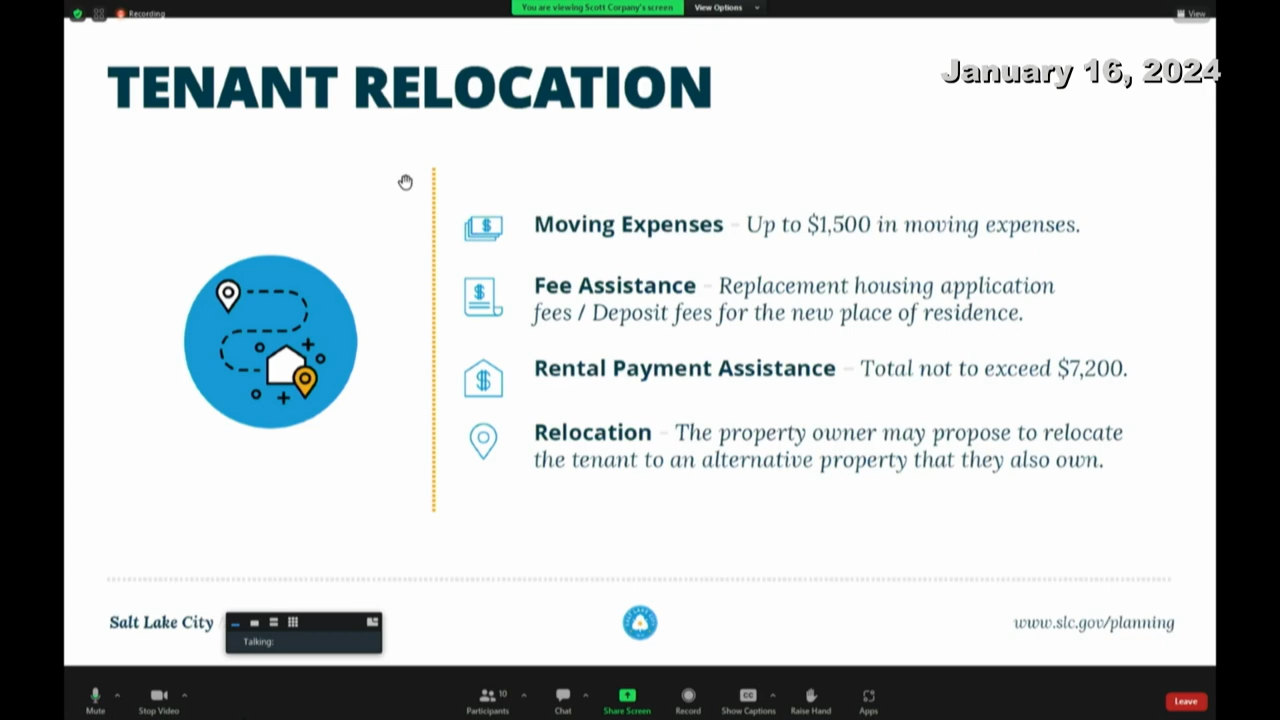 Recording
You are viewing Scott Corpany's screen
View Options
View
January 16, 2024
TENANT RELOCATION
Moving Expenses - Up to $1,500 in moving expenses.
Fee Assistance - Replacement housing application
fees / Deposit fees for the new place of residence.
Rental Payment Assistance - Total not to exceed $7,200.
Relocation - The property owner may propose to relocate
the tenant to an alternative property that they also own.
Salt Lake City
Talking:
www.slc.gov/planning
Mute
Stop Video
Participants
10
Chat
Share Screen
Record
CC
Show Captions
Raise Hand
Apps
Leave